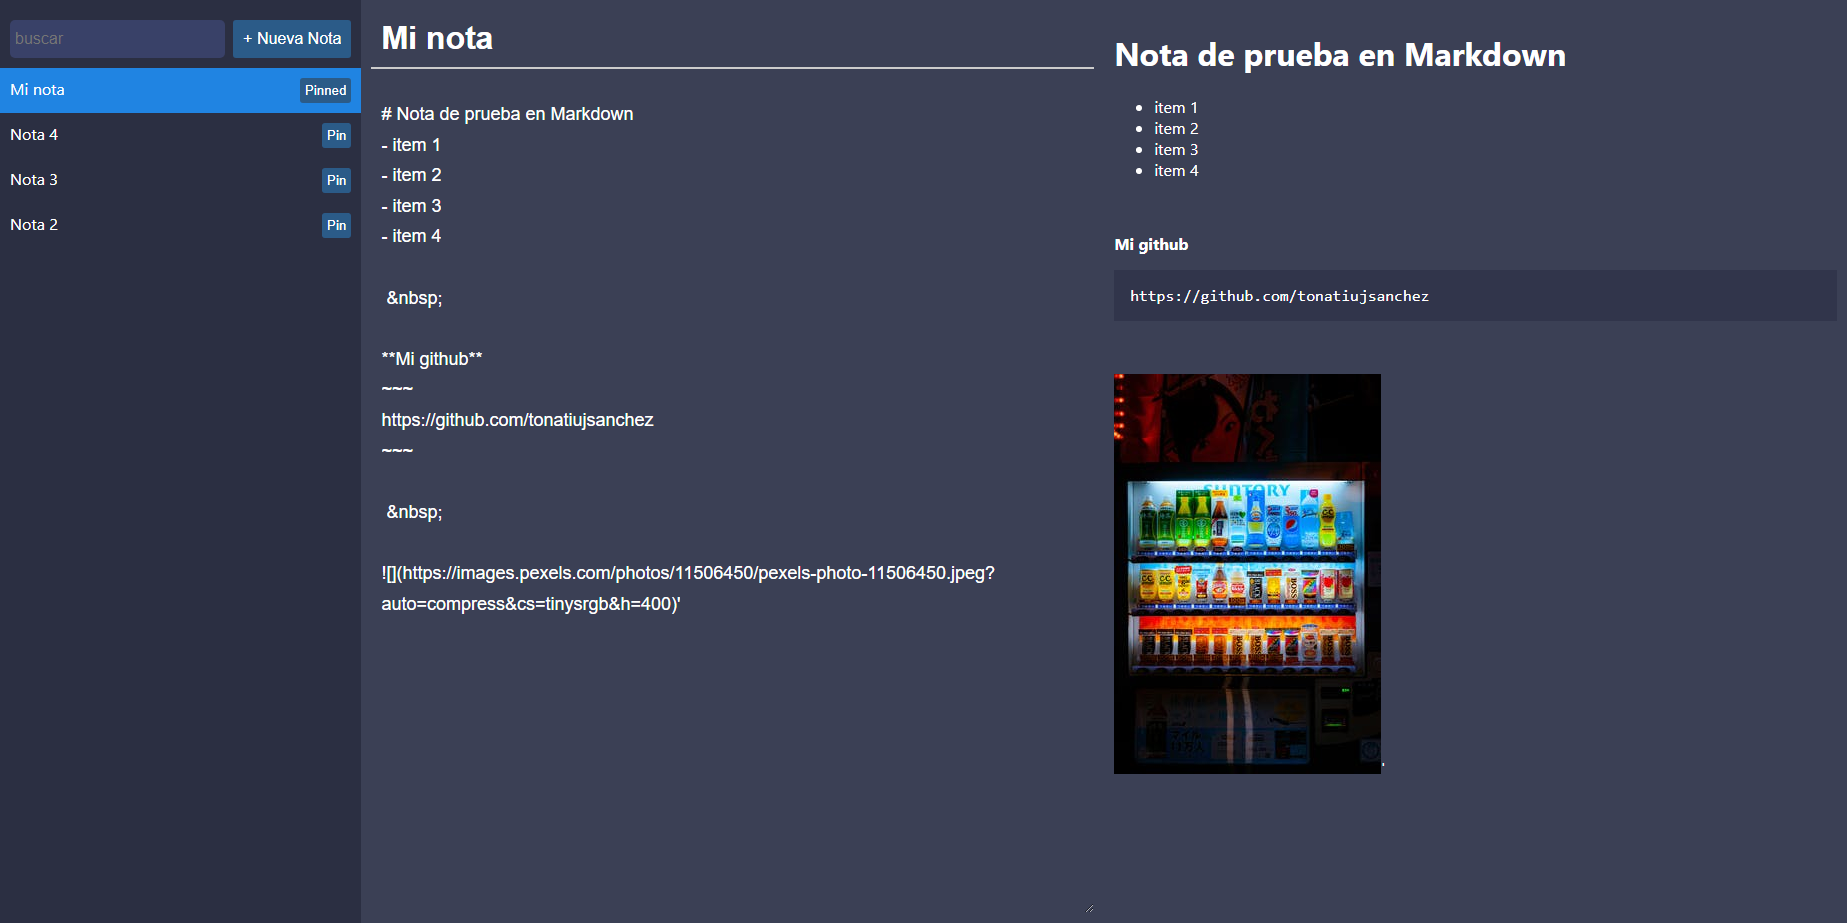 buscar
+ Nueva Nota
Mi nota
Pinned
Nota 4
Pin
Nota 3
Pin
Nota 2
Pin
Mi nota
# Nota de prueba en Markdown
- item 1
- item 2
- item 3
- item 4
&nbsp;
**Mi github**
~~~
https://github.com/tonatiujsanchez
~~~
&nbsp;
![](https://images.pexels.com/photos/11506450/pexels-photo-11506450.jpeg?
auto=compress&cs=tinysrgb&h=400)'
Nota de prueba en Markdown
• item 1
• item 2
• item 3
• item 4
Mi github
https://github.com/tonatiujsanchez
SUNTORY
'